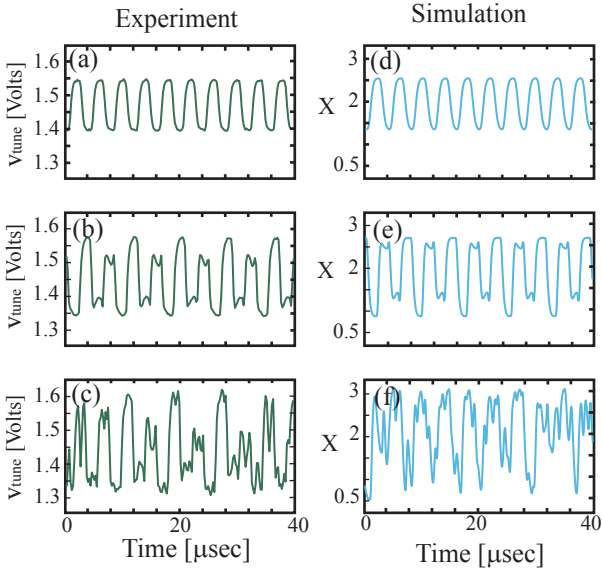 Experiment
Simulation
(a)
1.6
1.5
1.4
1.3
vtune [Volts]
(d)
3
2
0.5
X
(b)
1.6
1.5
1.4
1.3
vtune [Volts]
(e)
3
2
0.5
X
(c)
1.6
1.5
1.4
1.3
vtune [Volts]
0
20
40
Time [μsec]
(f)
3
2
0.5
X
0
20
40
Time [μsec]